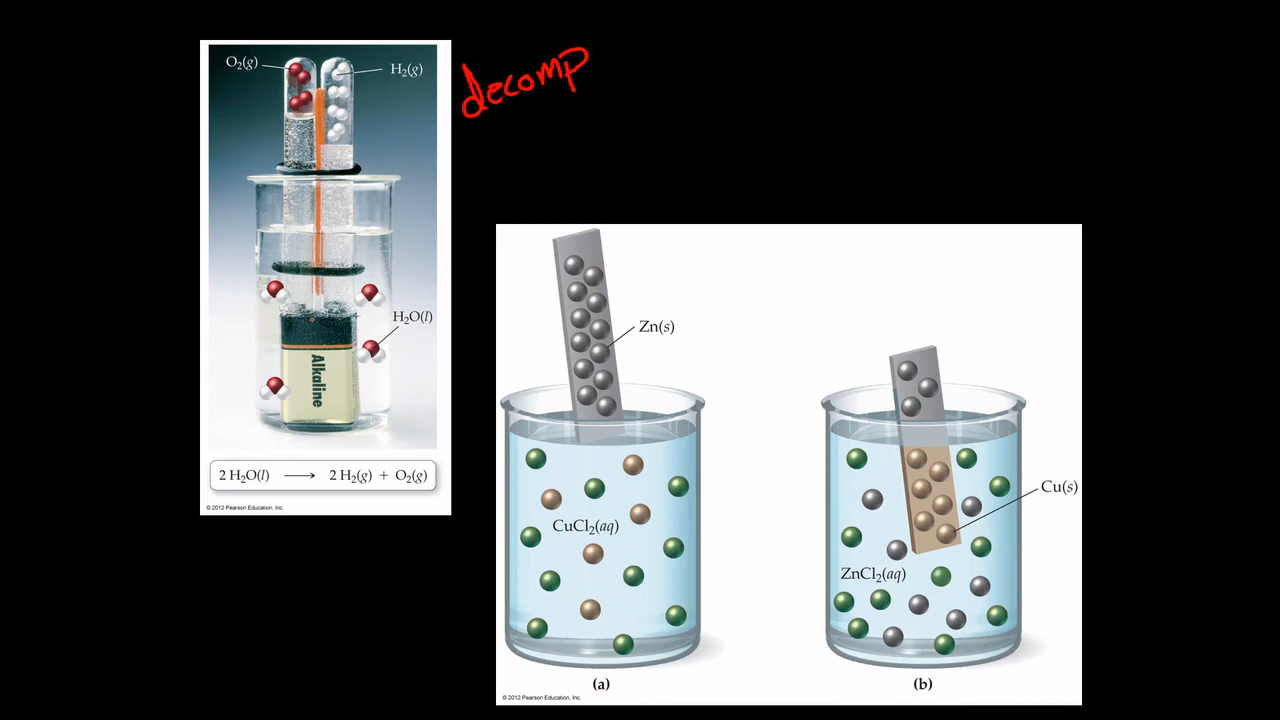 O₂(g)
H₂(g)
decomp
H₂O(l)
Alkaline
2 H₂O(l) ⟶ 2 H₂(g) + O₂(g)
© 2012 Pearson Education, Inc.
Zn(s)
CuCl₂(aq)
Cu(s)
ZnCl₂(aq)
(a)
(b)
© 2012 Pearson Education, Inc.